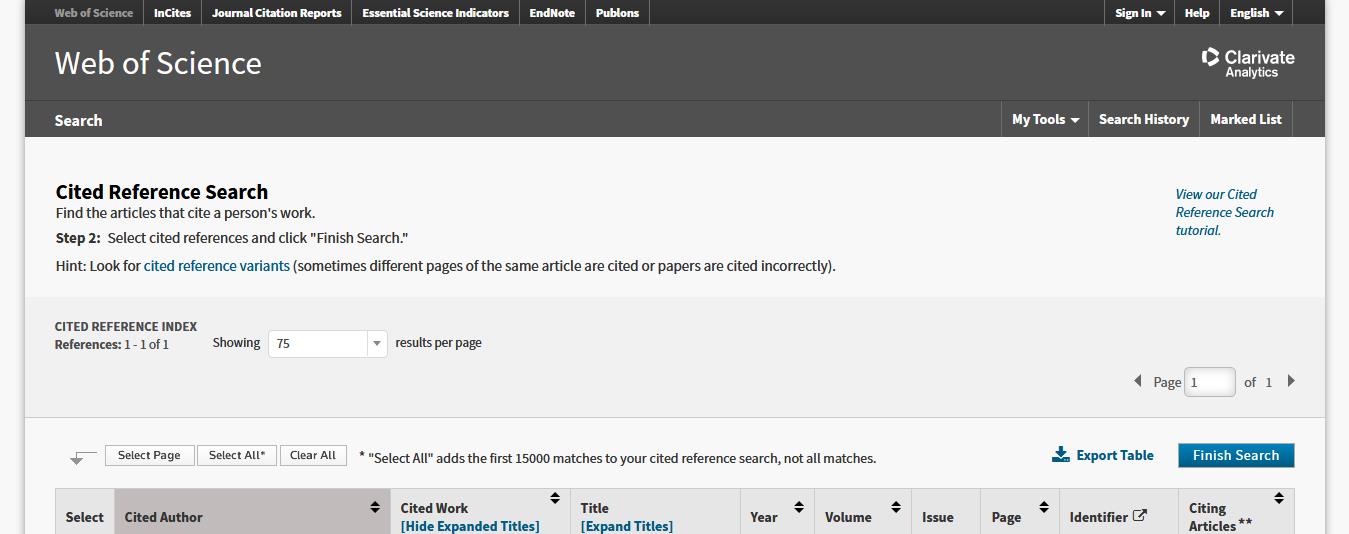 Web of Science InCites Journal Citation Reports Essential Science Indicators EndNote Publons Sign In Help English
Web of Science
Clarivate
Analytics
Search My Tools Search History Marked List
Cited Reference Search
Find the articles that cite a person's work.
Step 2: Select cited references and click "Finish Search."
Hint: Look for cited reference variants (sometimes different pages of the same article are cited or papers are cited incorrectly).
View our Cited
Reference Search
tutorial.
CITED REFERENCE INDEX
References: 1 - 1 of 1
Showing 75 results per page
Page 1 of 1
Select Page Select All* Clear All * "Select All" adds the first 15000 matches to your cited reference search, not all matches. Export Table Finish Search
Select Cited Author
Cited Work
[Hide Expanded Titles]
Title
[Expand Titles]
Year Volume Issue Page Identifier
Citing
Articles **